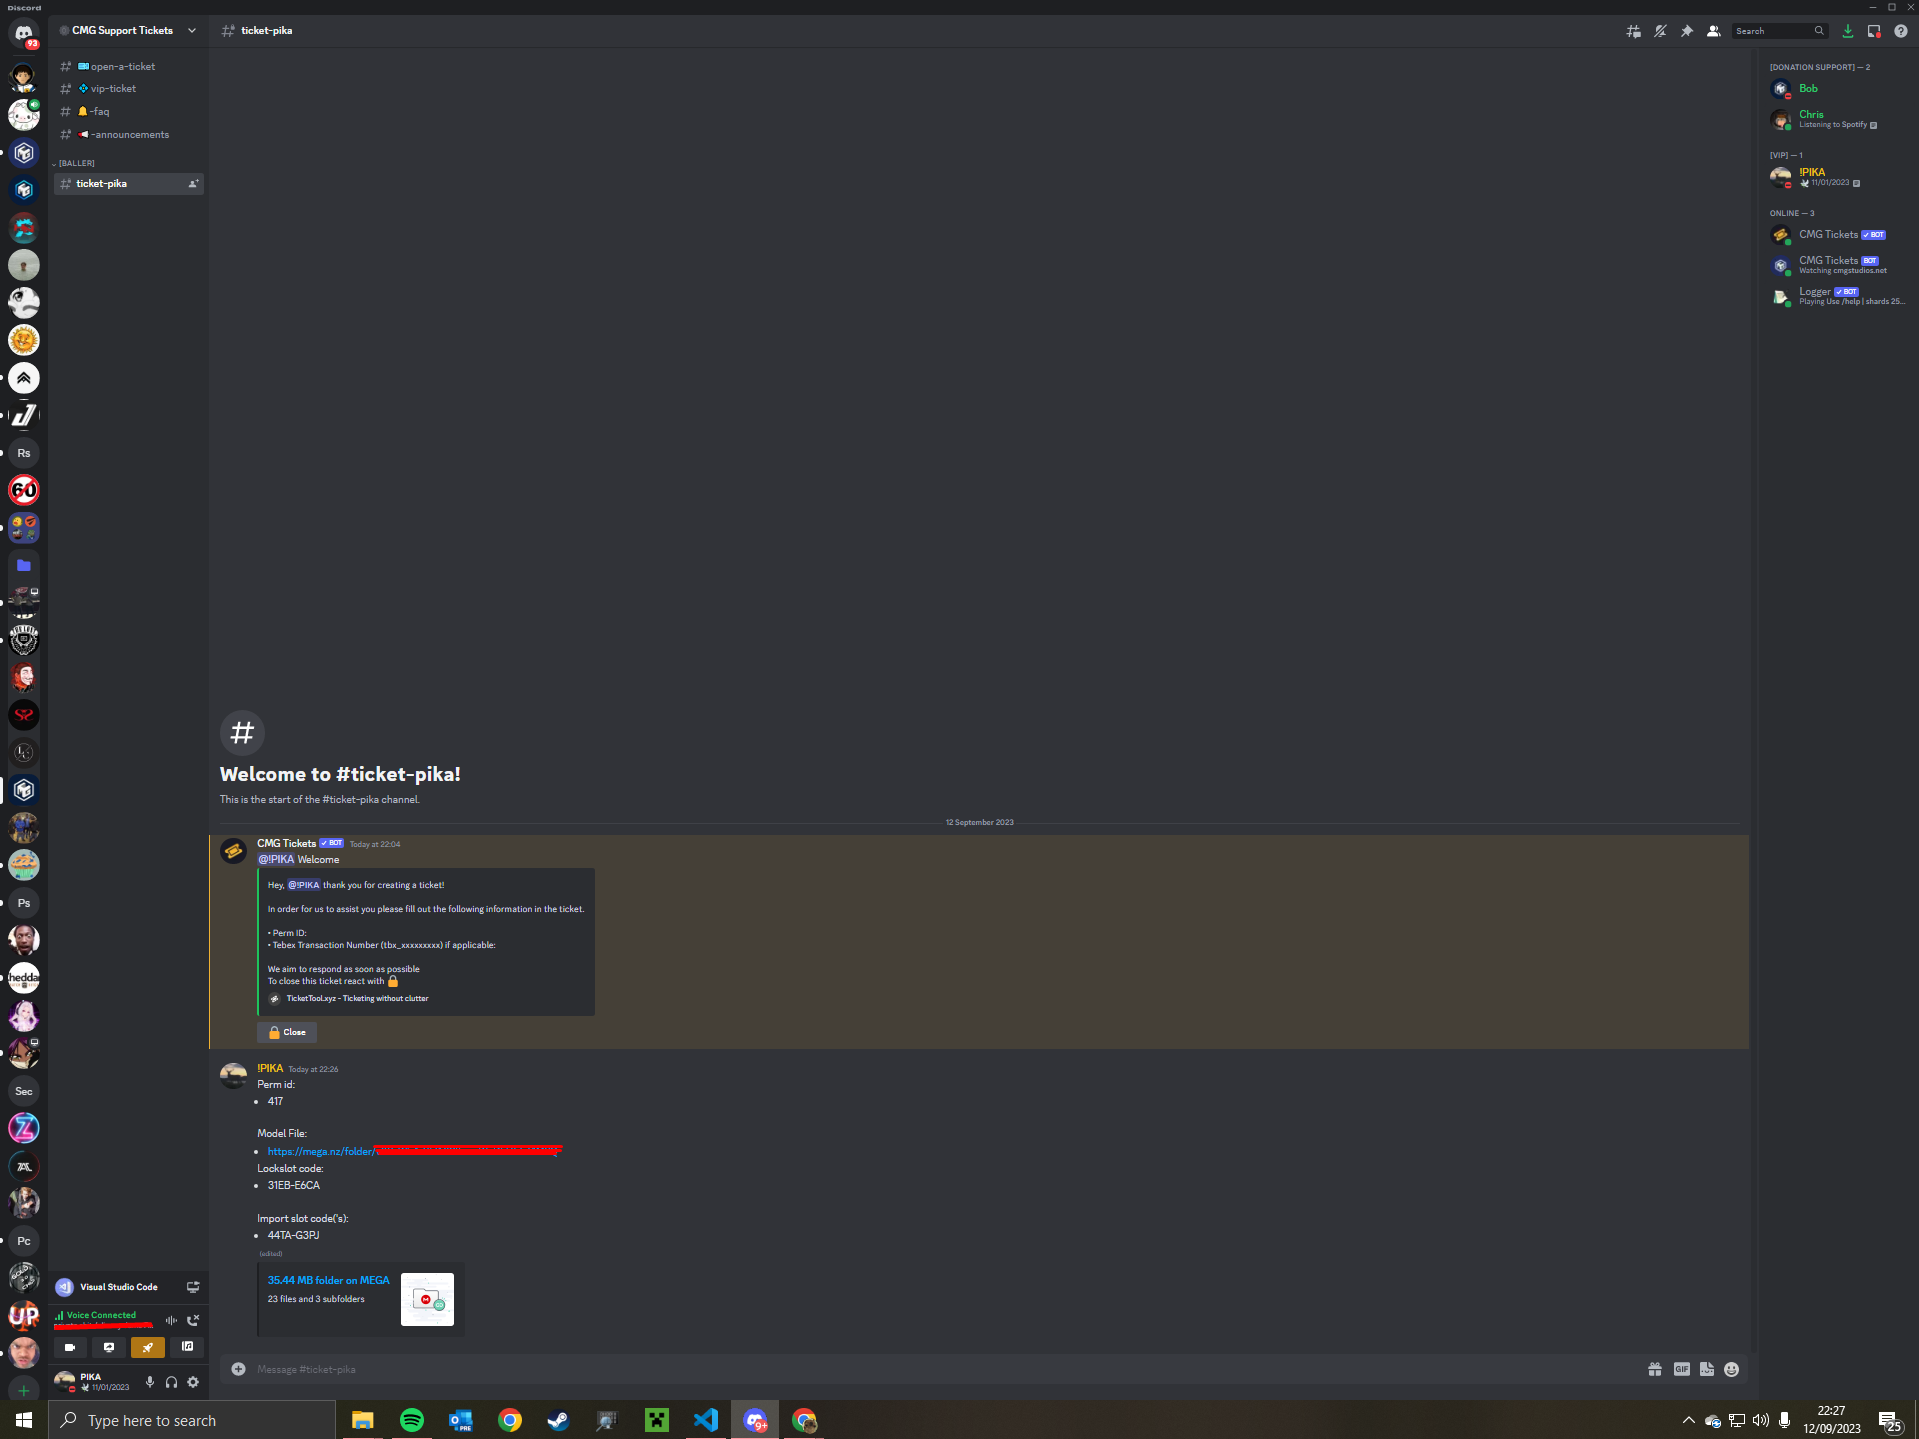 Discord
93
CMG Support Tickets
open-a-ticket
vip-ticket
-faq
-announcements
[BALLER]
ticket-pika
Rs
60
Ps
hedda
Sec
Pc
UP
Visual Studio Code
Voice Connected
PIKA
11/01/2023
ticket-pika
Search
Welcome to #ticket-pika!
This is the start of the #ticket-pika channel.
12 September 2023
CMG Tickets BOT Today at 22:04
@!PIKA Welcome
Hey, @!PIKA thank you for creating a ticket!
In order for us to assist you please fill out the following information in the ticket.
• Perm ID:
• Tebex Transaction Number (tbx_xxxxxxxxx) if applicable:
We aim to respond as soon as possible
To close this ticket react with
TicketTool.xyz - Ticketing without clutter
Close
!PIKA Today at 22:26
Perm id:
• 417
Model File:
• https://mega.nz/folder/
Lockslot code:
• 31EB-E6CA
Import slot code('s):
• 44TA-G3PJ
(edited)
35.44 MB folder on MEGA
23 files and 3 subfolders
Message #ticket-pika
GIF
[DONATION SUPPORT] — 2
Bob
Chris
Listening to Spotify
[VIP] — 1
!PIKA
11/01/2023
ONLINE — 3
CMG Tickets BOT
CMG Tickets BOT
Watching cmgstudios.net
Logger BOT
Playing Use /help | shards 25...
Type here to search
PRE
9+
22:27
12/09/2023
25